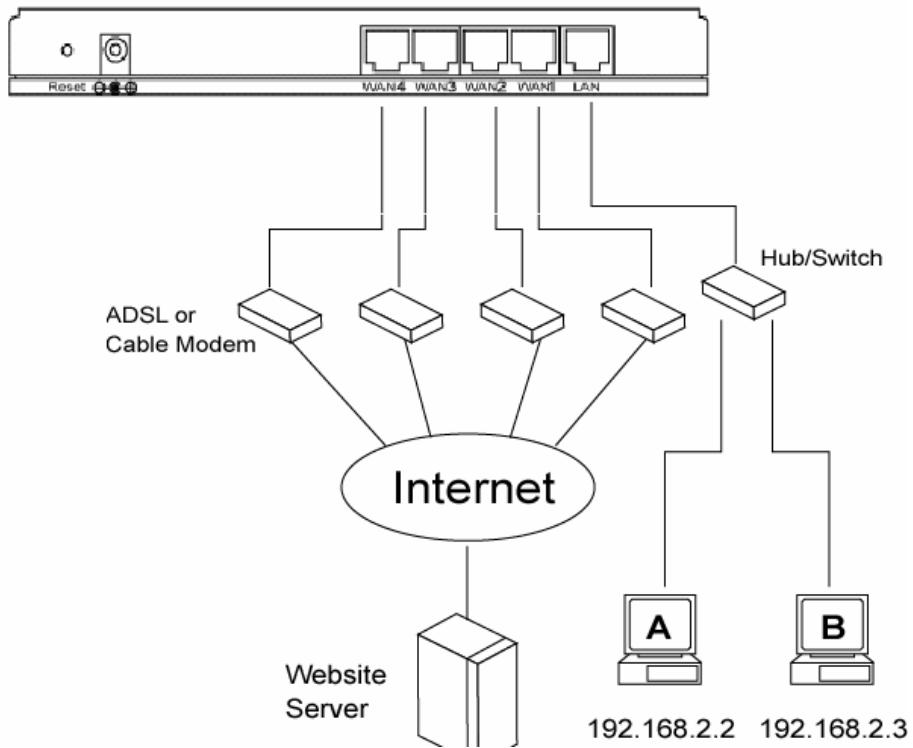 Reset
WAN4 WAN3 WAN2 WAN1 LAN
Hub/Switch
ADSL or
Cable Modem
Internet
A
B
Website
Server
192.168.2.2 192.168.2.3